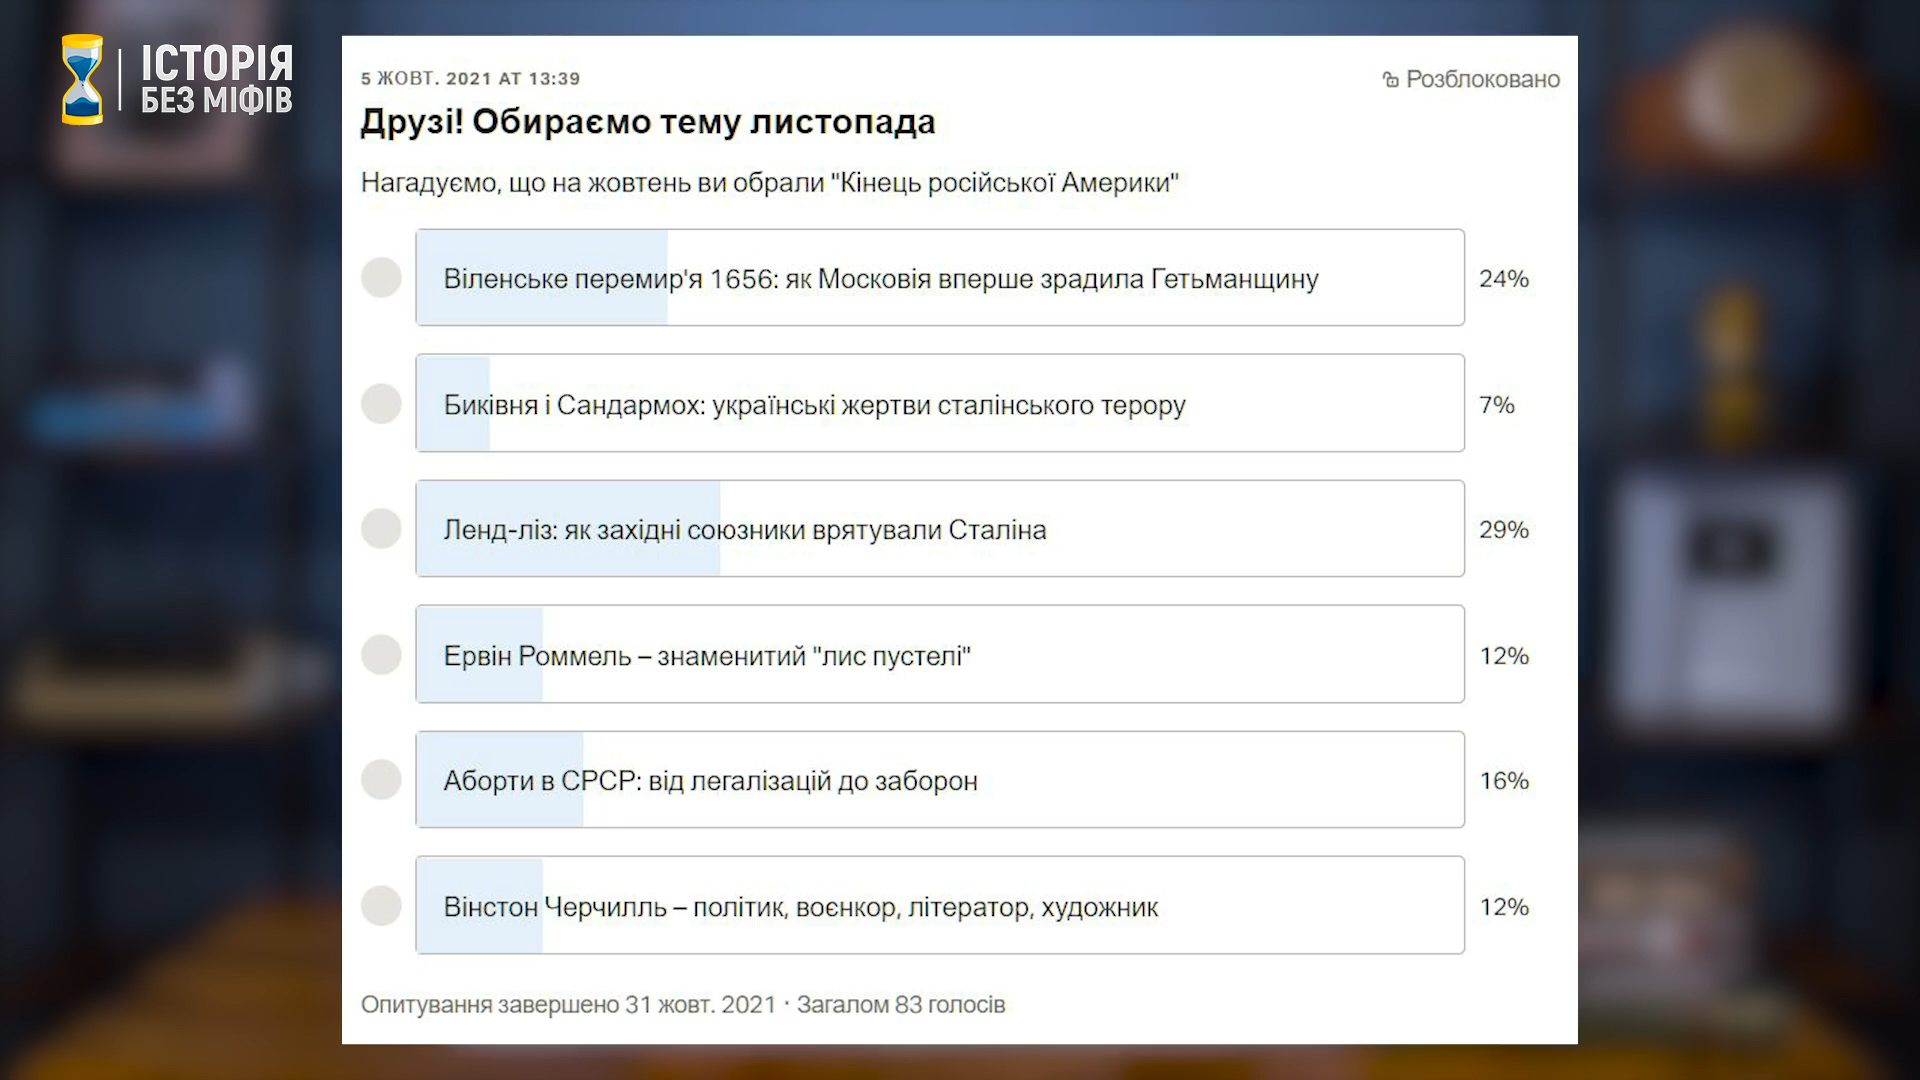 ІСТОРІЯ
БЕЗ МІФІВ
5 ЖОВТ. 2021 AT 13:39
Розблоковано
Друзі! Обираємо тему листопада
Нагадуємо, що на жовтень ви обрали "Кінець російської Америки"
Віленське перемир'я 1656: як Московія вперше зрадила Гетьманщину
24%
Биківня і Сандармох: українські жертви сталінського терору
7%
Ленд-ліз: як західні союзники врятували Сталіна
29%
Ервін Роммель – знаменитий "лис пустелі"
12%
Аборти в СРСР: від легалізацій до заборон
16%
Вінстон Черчилль – політик, воєнкор, літератор, художник
12%
Опитування завершено 31 жовт. 2021 · Загалом 83 голосів